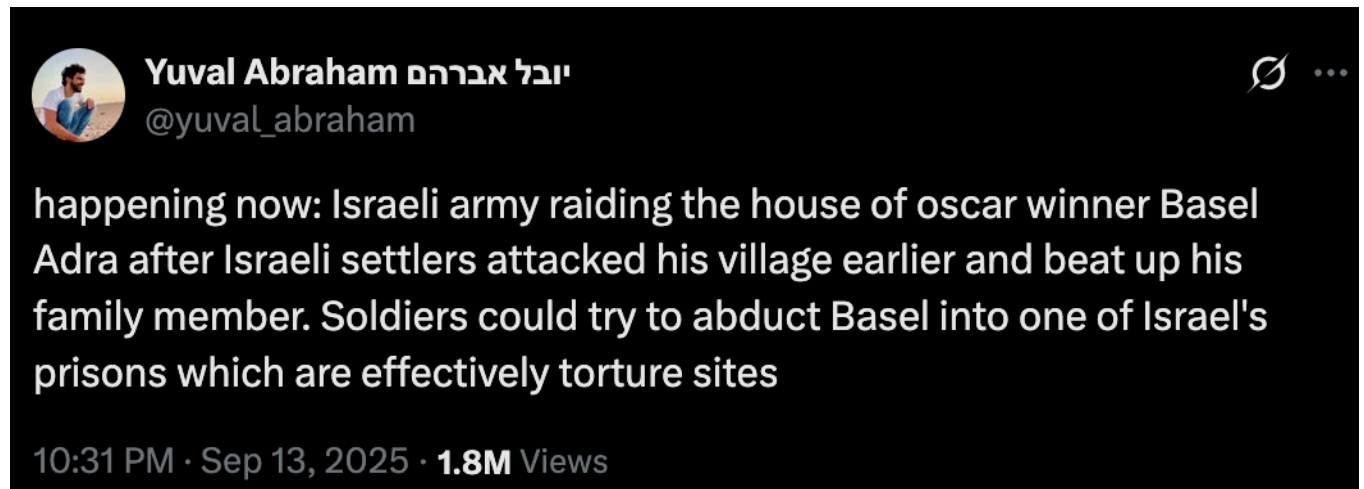 Yuval Abraham יובל אברהם
@yuval_abraham
happening now: Israeli army raiding the house of oscar winner Basel
Adra after Israeli settlers attacked his village earlier and beat up his
family member. Soldiers could try to abduct Basel into one of Israel's
prisons which are effectively torture sites
10:31 PM · Sep 13, 2025 · 1.8M Views